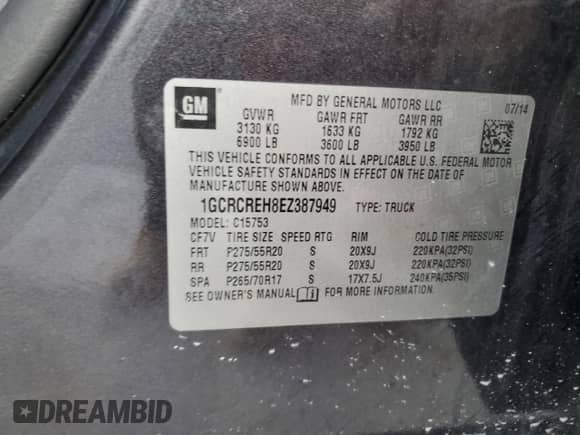 GM
MFD BY GENERAL MOTORS LLC 07/14
GVWR GAWR FRT GAWR RR
3130 KG 1633 KG 1792 KG
6900 LB 3600 LB 3950 LB
THIS VEHICLE CONFORMS TO ALL APPLICABLE U.S. FEDERAL MOTOR
VEHICLE SAFETY STANDARDS IN EFFECT ON THE DATE OF
MANUFACTURE SHOWN ABOVE.
1GCRCREH8EZ387949 TYPE: TRUCK
MODEL: C15753
CF7V TIRE SIZE SPEED RTG RIM COLD TIRE PRESSURE
FRT P275/55R20 S 20X9J 220KPA(32PSI)
RR P275/55R20 S 20X9J 220KPA(32PSI)
SPA P265/70R17 S 17X7.5J 240KPA(35PSI)
SEE OWNER'S MANUAL FOR MORE INFORMATION.
DREAMBID